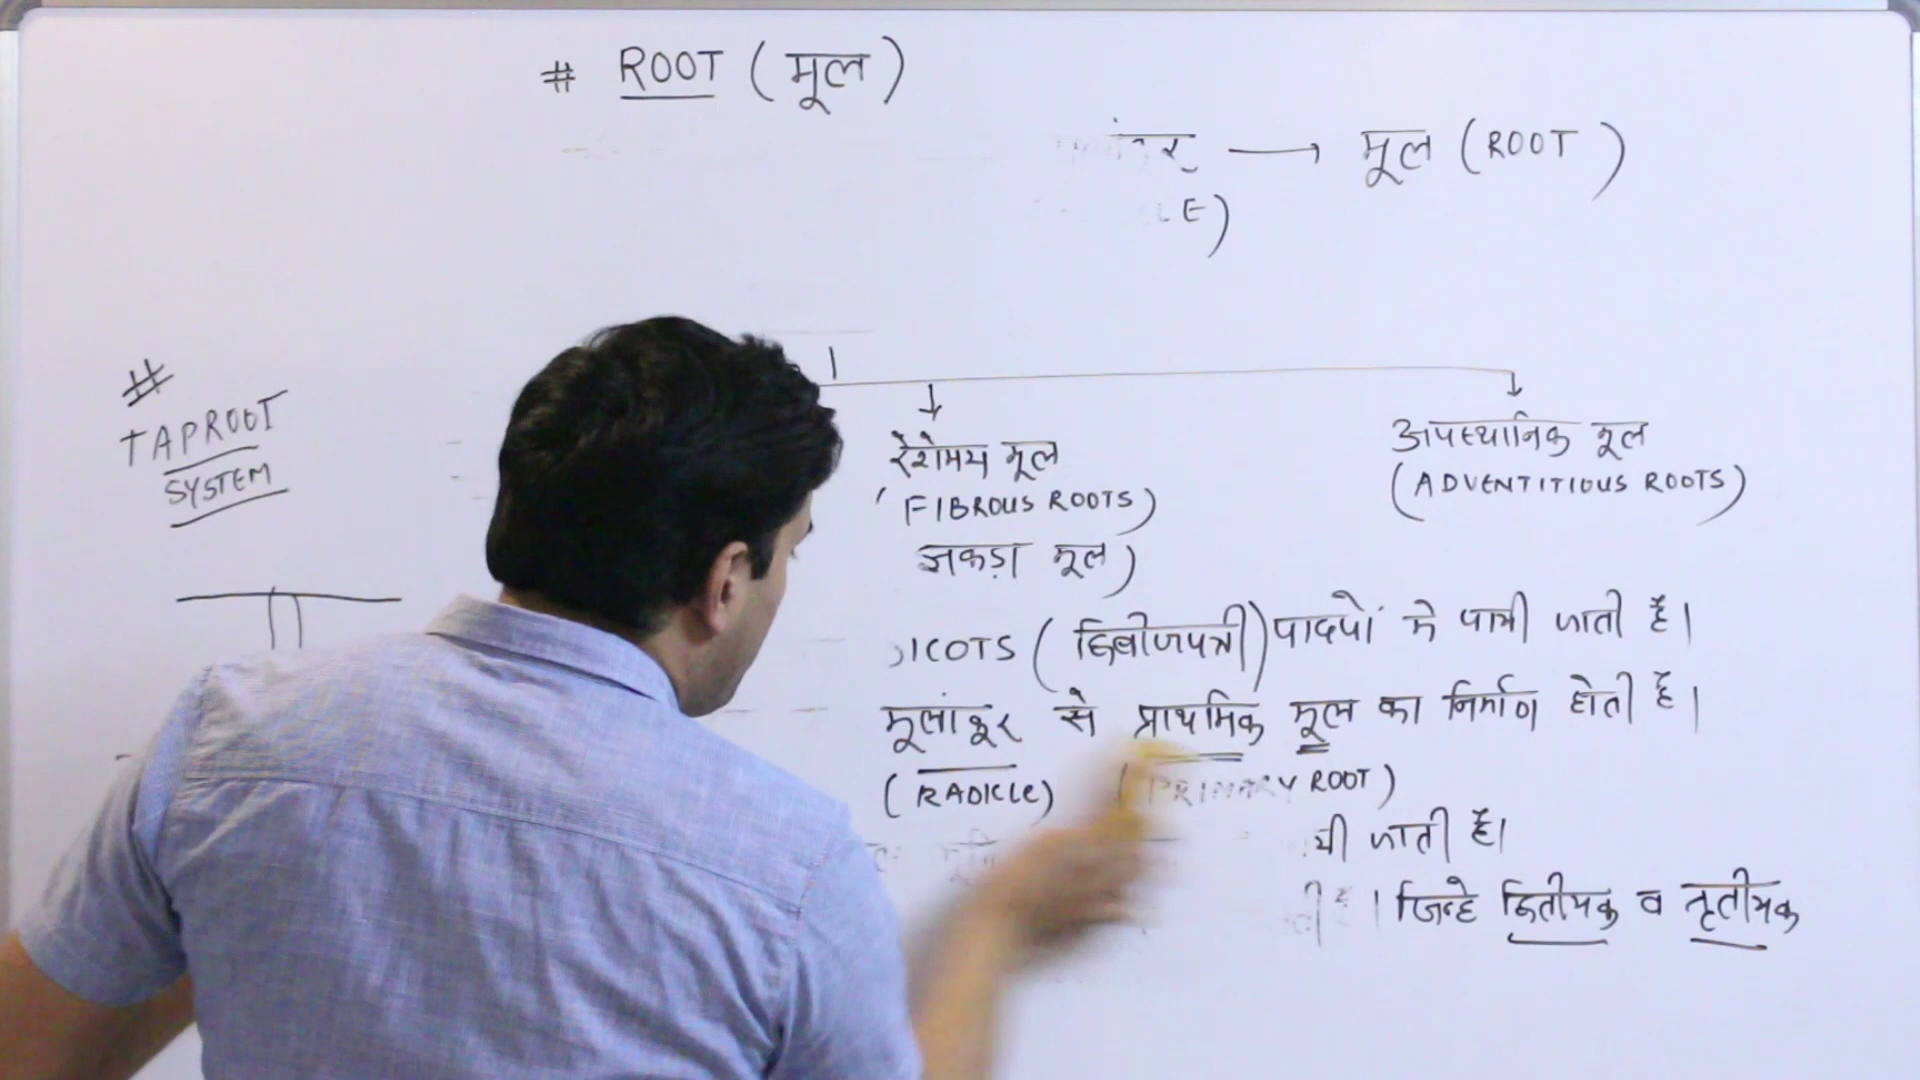 # ROOT (मूल)
→ मूल (ROOT)
#
TAPROOT
SYSTEM
रेशेमय मूल
(FIBROUS ROOTS)
झकड़ा मूल)
अपस्थानिक मूल
(ADVENTITIOUS ROOTS)
(द्विबीजपत्री) पादपों में पायी जाती है।
मूलांकूर से प्राथमिक मूल का निर्माण होती है।
(RADICLE) (PRIMARY ROOT)
जाती है।
। जिन्हे द्वितीयक व तृतीयक